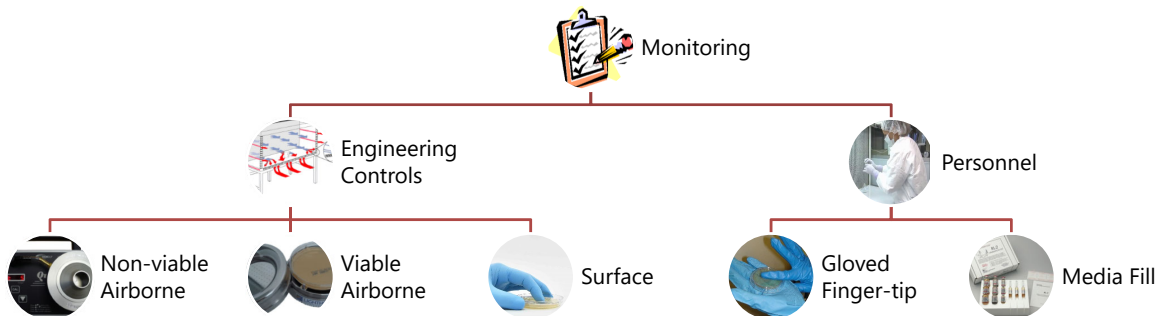 Monitoring
Engineering
Controls
Personnel
Non-viable
Airborne
Viable
Airborne
Surface
Gloved
Finger-tip
Media Fill